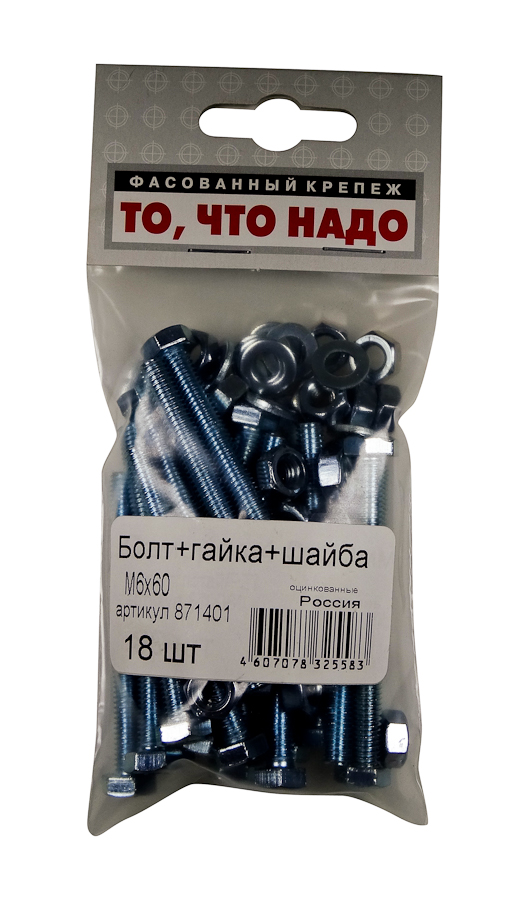 ФАСОВАННЫЙ КРЕПЕЖ
ТО, ЧТО НАДО
Болт+гайка+шайба
М6х60
оцинкованные
Россия
артикул 871401
18 шт
4 607078 325583